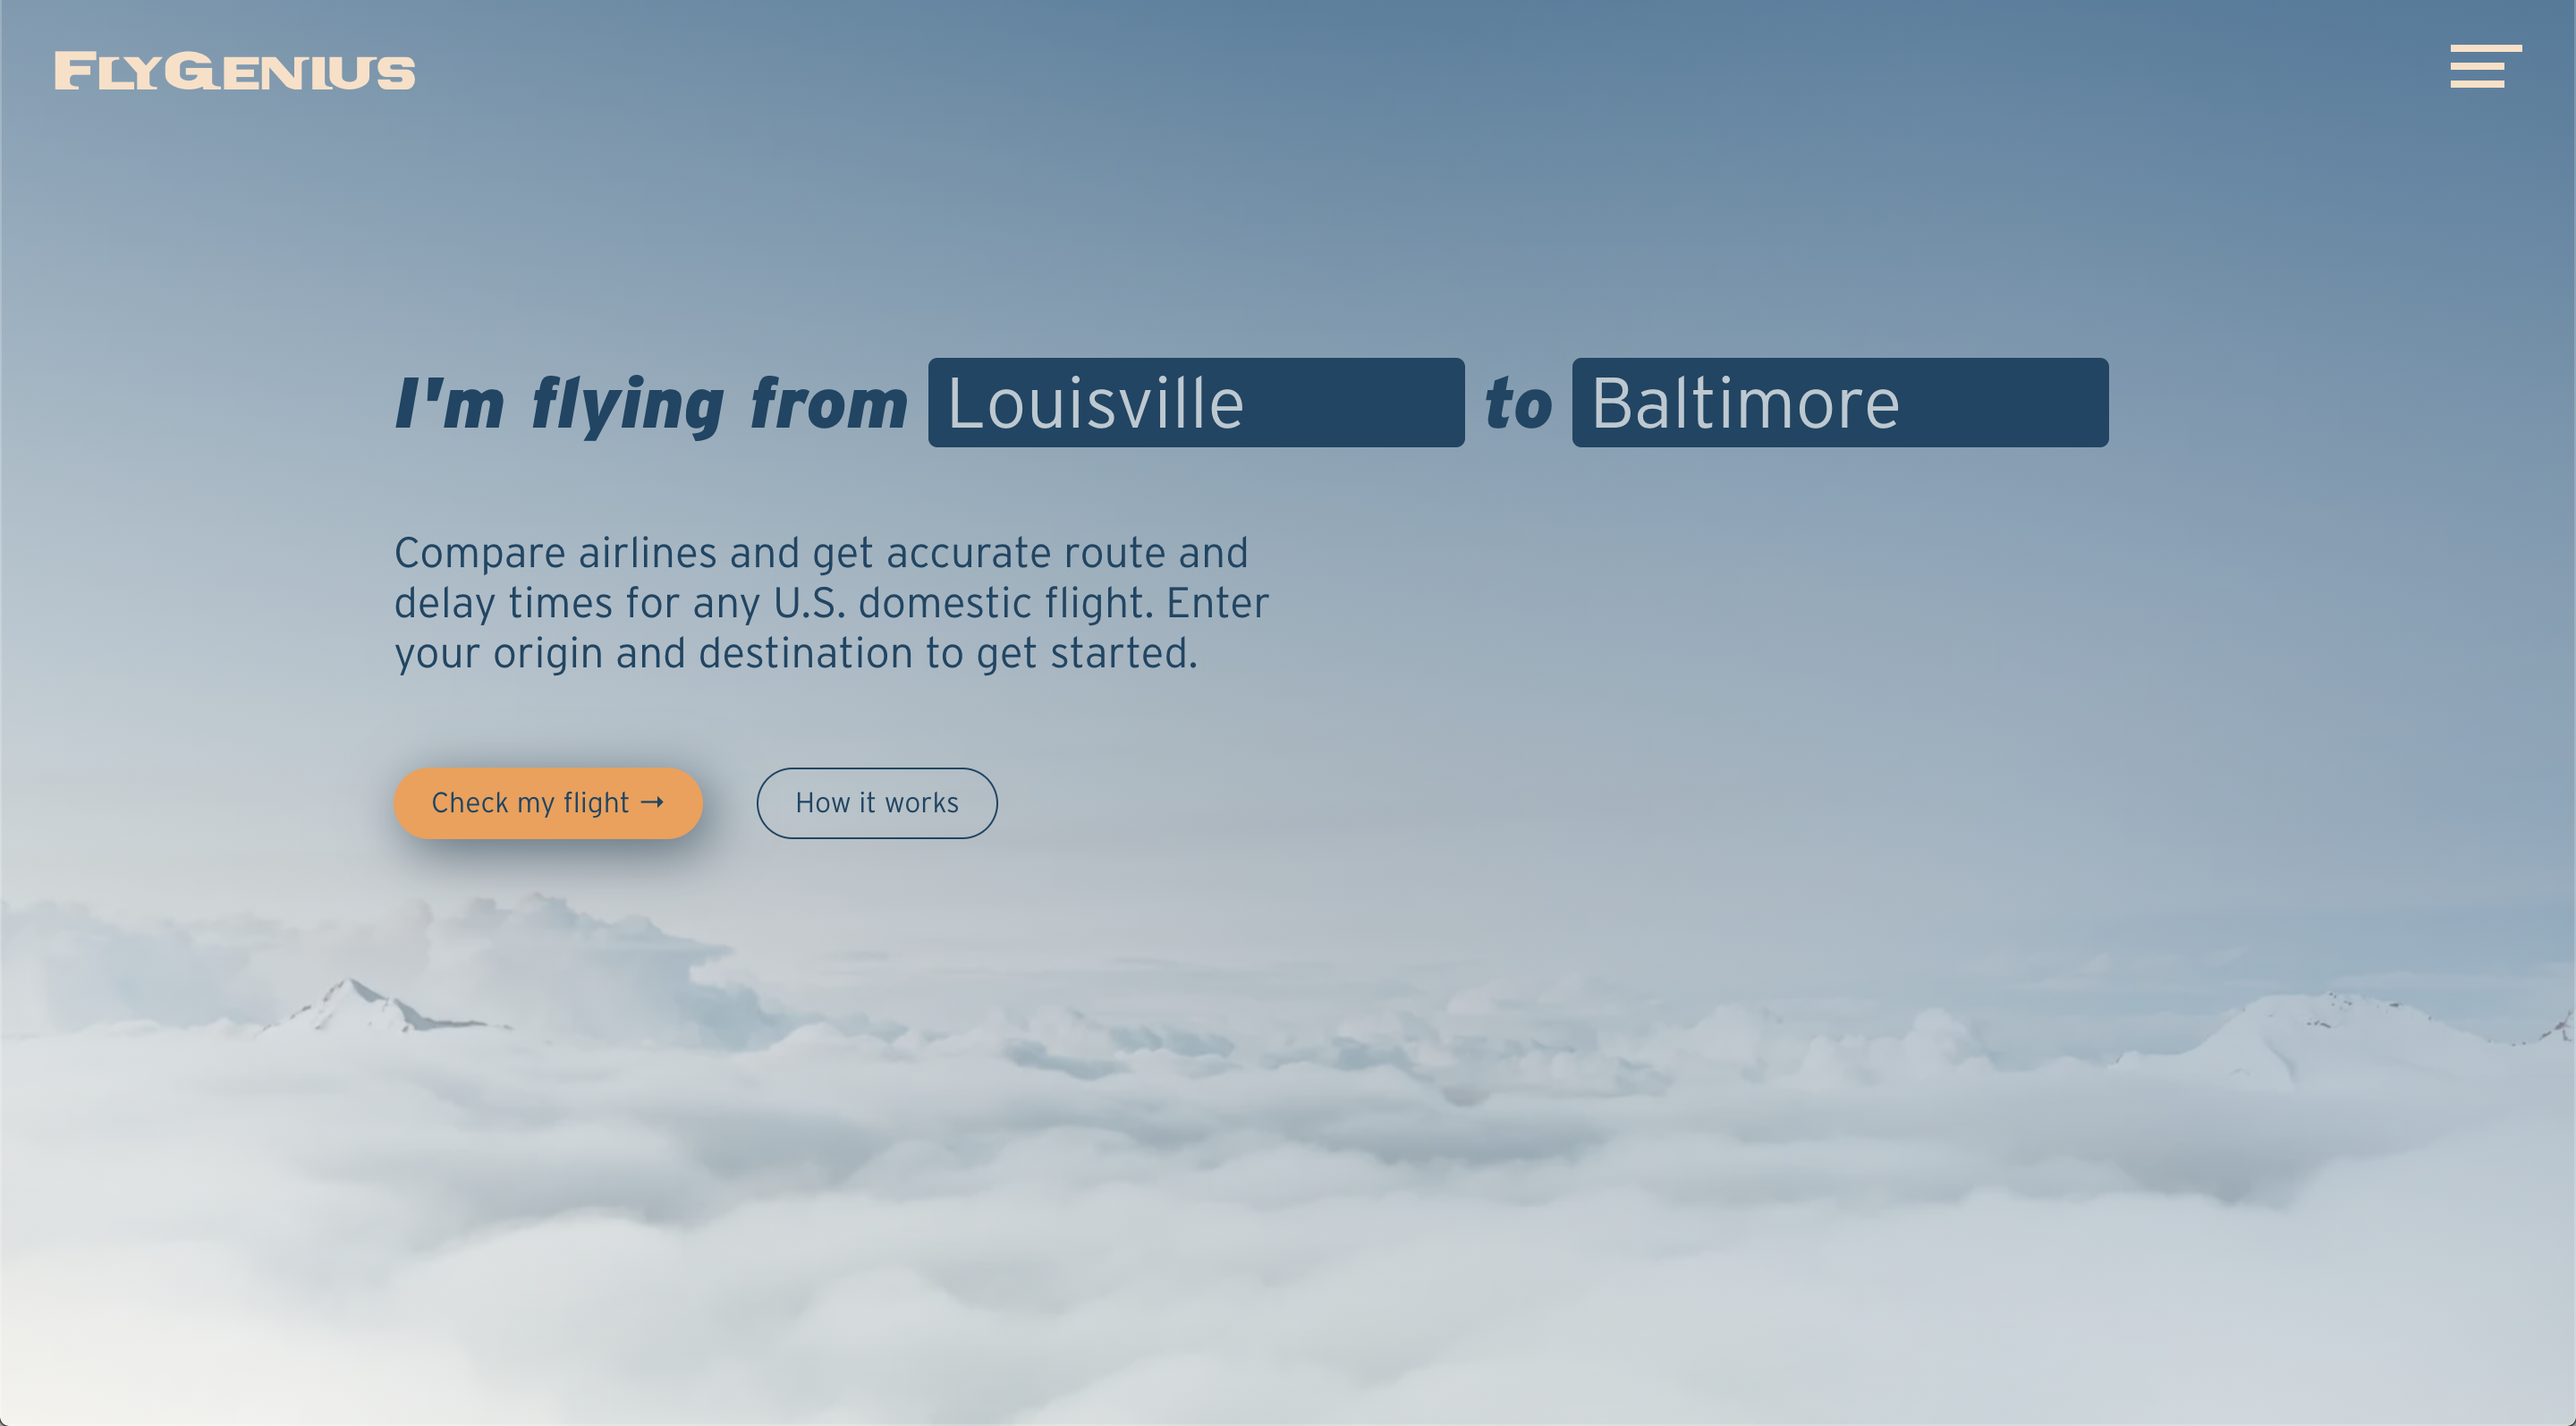 FLYGENIUS
I'm flying from Louisville to Baltimore
Compare airlines and get accurate route and
delay times for any U.S. domestic flight. Enter
your origin and destination to get started.
Check my flight → How it works